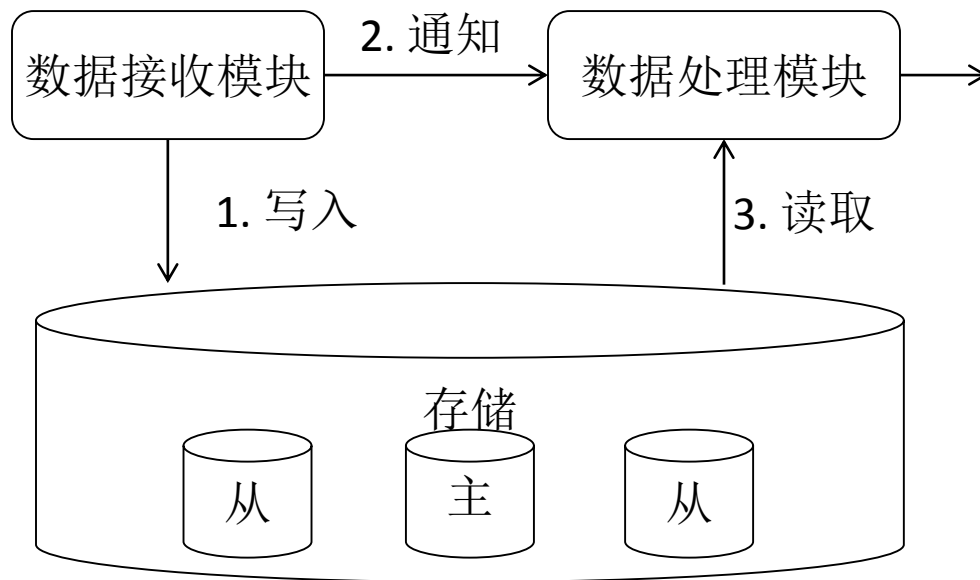 2. 通知
数据接收模块
数据处理模块
1. 写入
3. 读取
存储
从
主
从